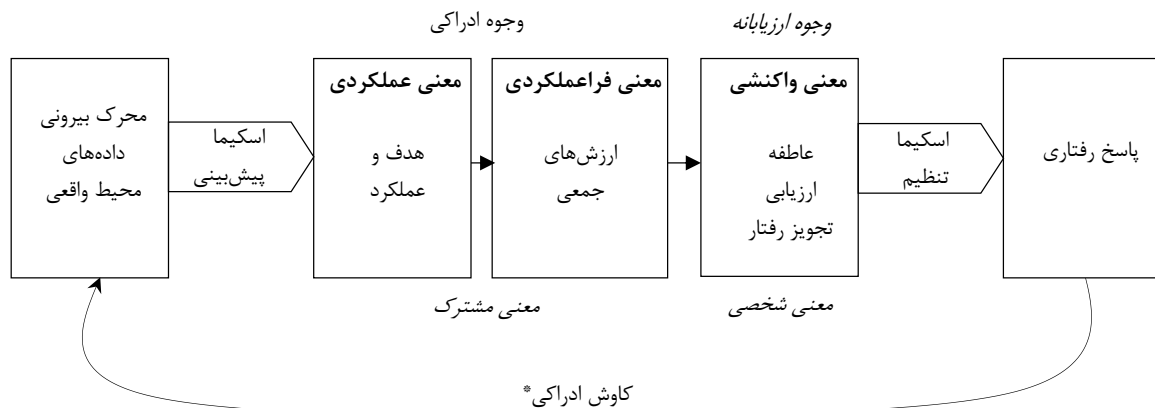 وجوه ادراکی
وجوه ارزیابانه
محرک بیرونی
داده‌های
محیط واقعی
اسکیما
پیش‌بینی
معنی عملکردی
هدف و
عملکرد
معنی فراعملکردی
ارزش‌های
جمعی
معنی واکنشی
عاطفه
ارزیابی
تجویز رفتار
اسکیما
تنظیم
پاسخ رفتاری
معنی مشترک
معنی شخصی
کاوش ادراکی*